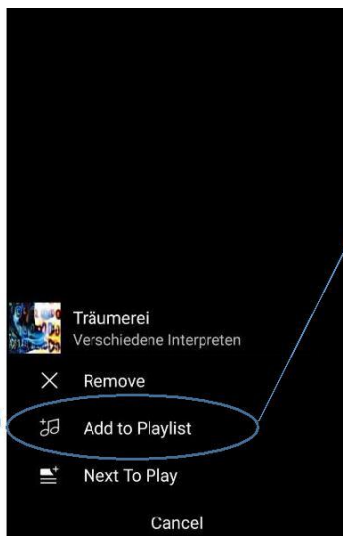 Träumerei
Verschiedene Interpreten
Remove
Add to Playlist
Next To Play
Cancel